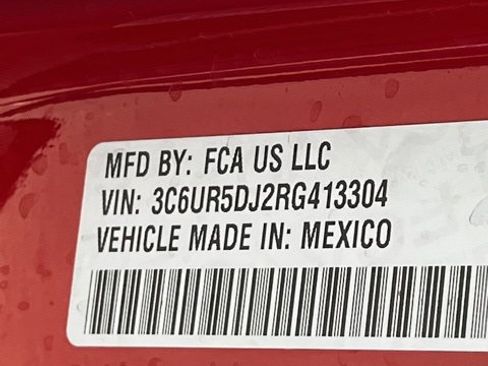 MFD BY: FCA US LLC
VIN: 3C6UR5DJ2RG413304
VEHICLE MADE IN: MEXICO